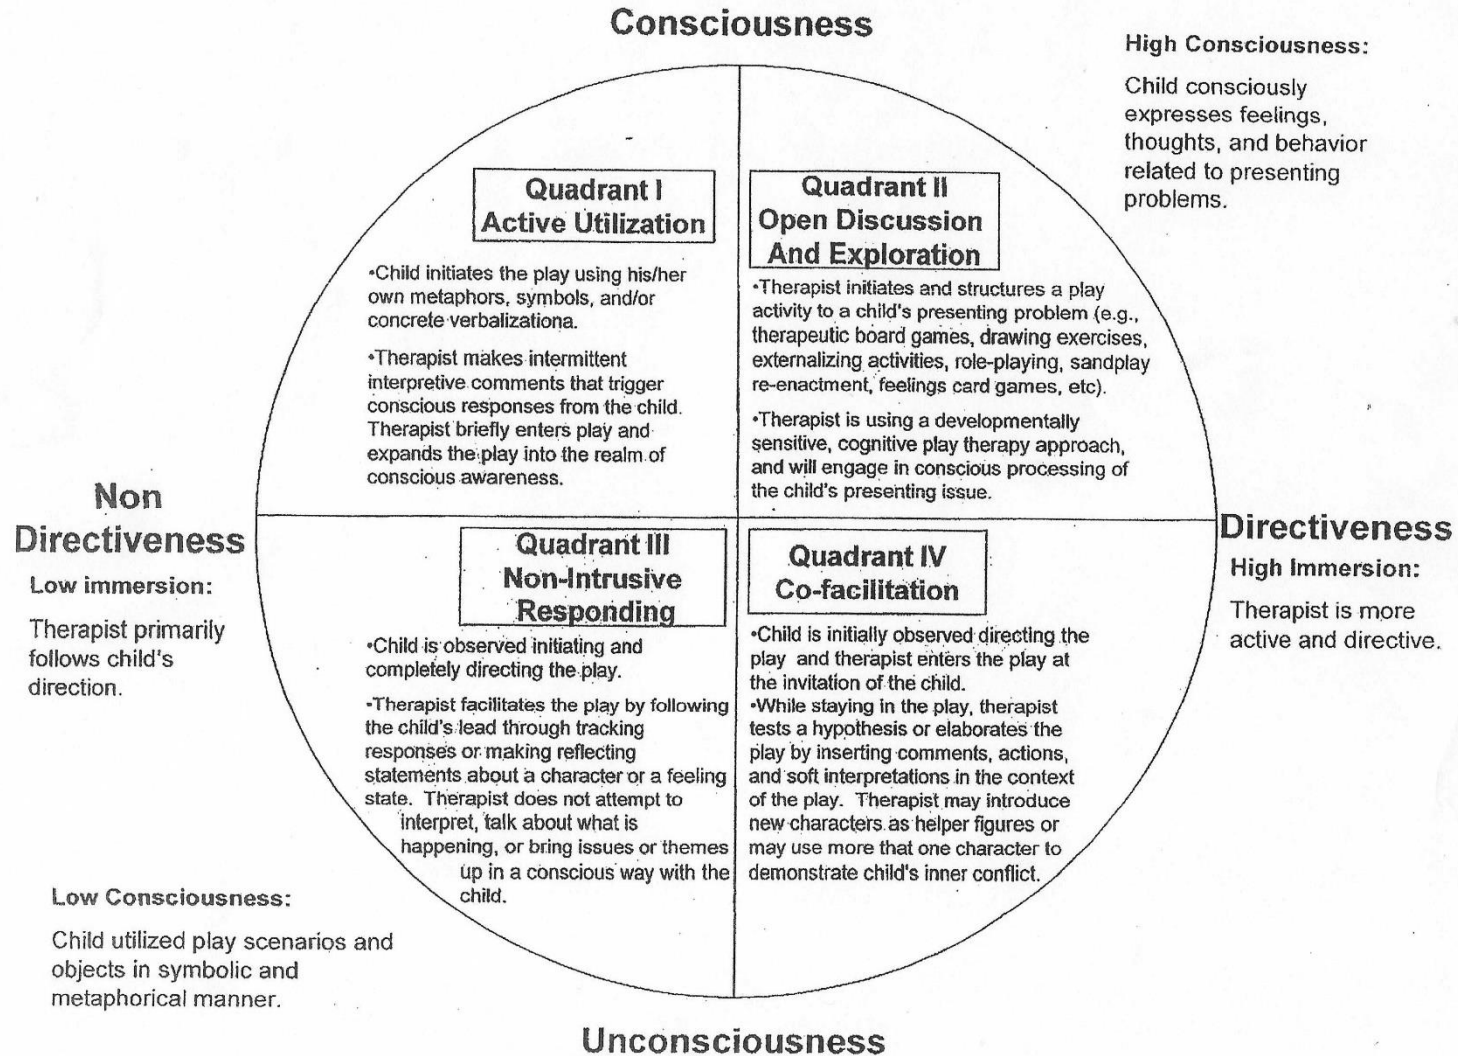 Consciousness
High Consciousness:
Child consciously
expresses feelings,
thoughts, and behavior
related to presenting
problems.
Quadrant I
Active Utilization
•Child initiates the play using his/her
own metaphors, symbols, and/or
concrete verbalizationa.
•Therapist makes intermittent
interpretive comments that trigger
conscious responses from the child.
Therapist briefly enters play and
expands the play into the realm of
conscious awareness.
Quadrant II
Open Discussion
And Exploration
•Therapist initiates and structures a play
activity to a child's presenting problem (e.g.,
therapeutic board games, drawing exercises,
externalizing activities, role-playing, sandplay
re-enactment, feelings card games, etc).
•Therapist is using a developmentally
sensitive, cognitive play therapy approach,
and will engage in conscious processing of
the child's presenting issue.
Non
Directiveness
Low immersion:
Therapist primarily
follows child's
direction.
Directiveness
High Immersion:
Therapist is more
active and directive.
Quadrant III
Non-Intrusive
Responding
•Child is observed initiating and
completely directing the play.
•Therapist facilitates the play by following
the child's lead through tracking
responses or making reflecting
statements about a character or a feeling
state. Therapist does not attempt to
interpret, talk about what is
happening, or bring issues or themes
up in a conscious way with the
child.
Quadrant IV
Co-facilitation
•Child is initially observed directing the
play and therapist enters the play at
the invitation of the child.
•While staying in the play, therapist
tests a hypothesis or elaborates the
play by inserting comments, actions,
and soft interpretations in the context
of the play. Therapist may introduce
new characters as helper figures or
may use more that one character to
demonstrate child's inner conflict.
Low Consciousness:
Child utilized play scenarios and
objects in symbolic and
metaphorical manner.
Unconsciousness